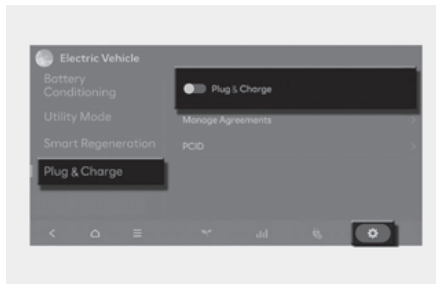 Electric Vehicle
Battery
Conditioning
Plug & Charge
Utility Mode
Manage Agreements
Smart Regeneration
PCID
Plug & Charge